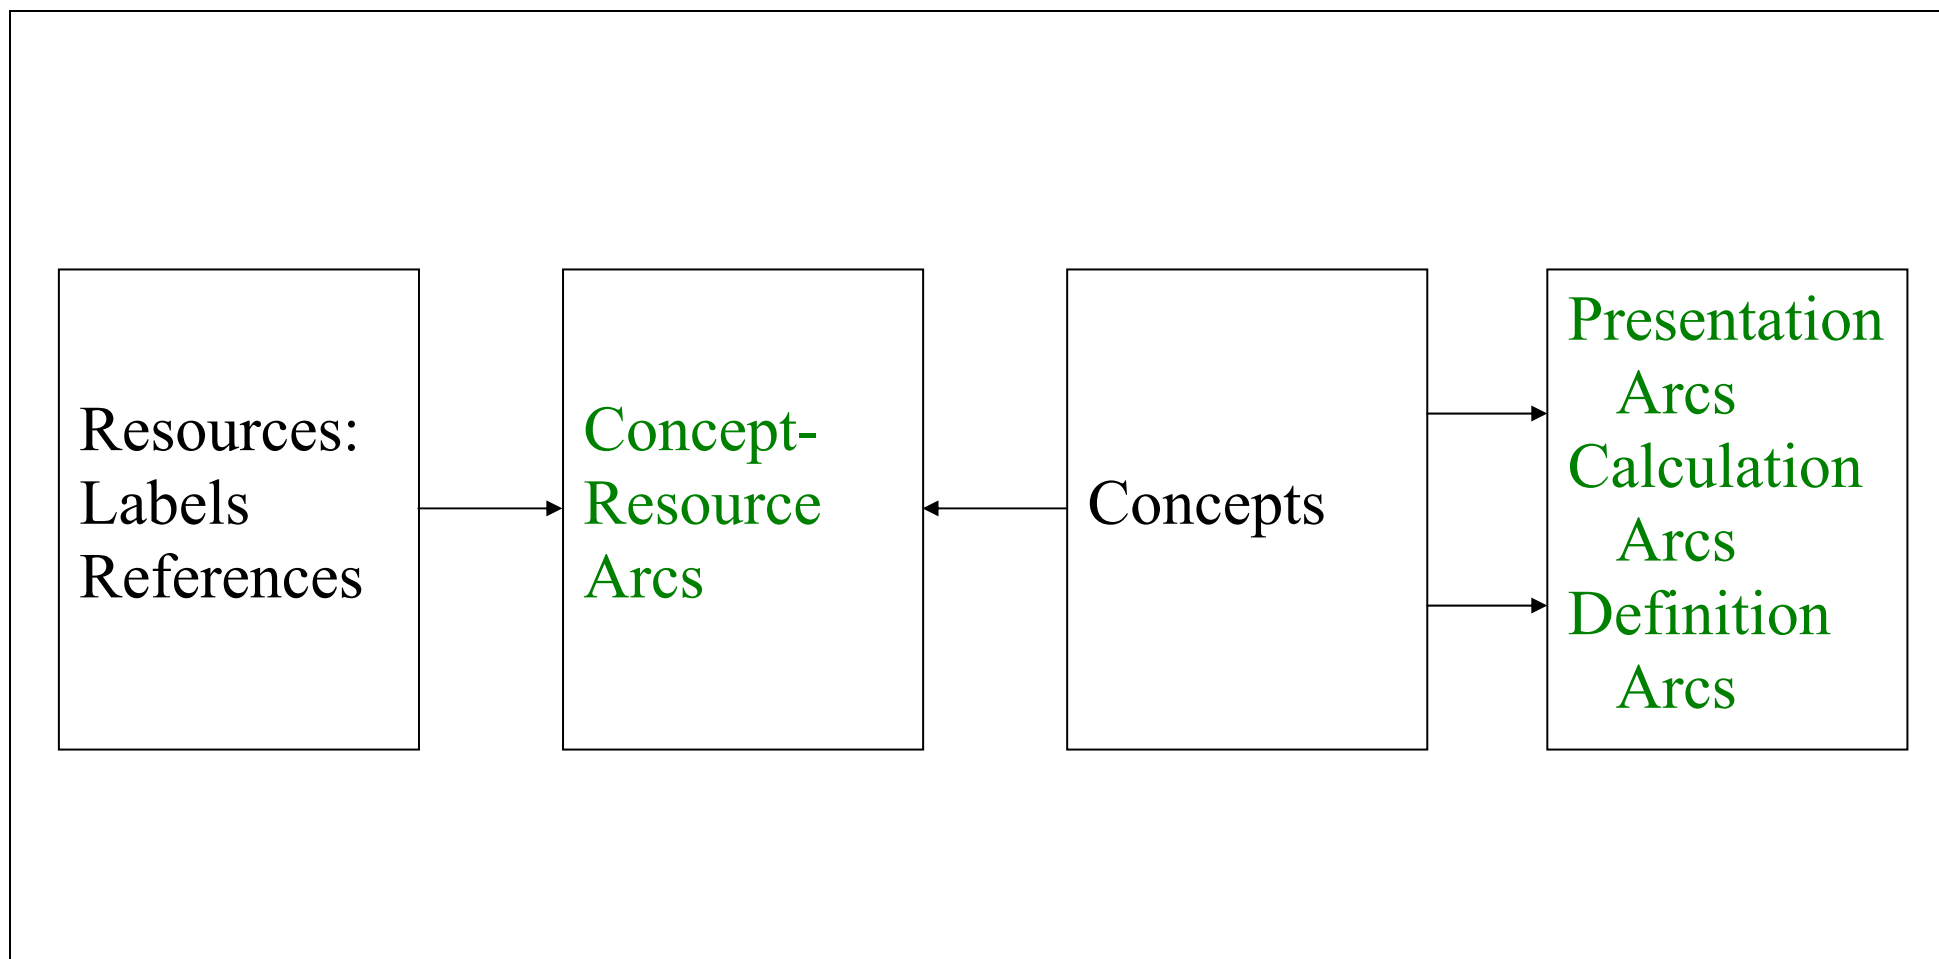 Resources:
Labels
References
Concept-
Resource
Arcs
Concepts
Presentation
Arcs
Calculation
Arcs
Definition
Arcs